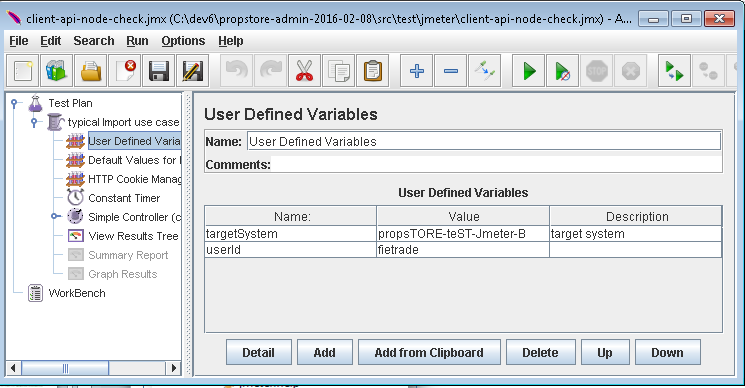 client-api-node-check.jmx (C:\dev6\propstore-admin-2016-02-08\src\test\jmeter\client-api-node-check.jmx) - A...
File Edit Search Run Options Help
STOP
Test Plan
typical Import use case
User Defined Varia
Default Values for
HTTP Cookie Manag
Constant Timer
Simple Controller (c
View Results Tree
Summary Report
Graph Results
WorkBench
User Defined Variables
Name: User Defined Variables
Comments:
User Defined Variables
Name: Value Description
targetSystem propsTORE-teST-Jmeter-B target system
userId fietrade
Detail Add Add from Clipboard Delete Up Down